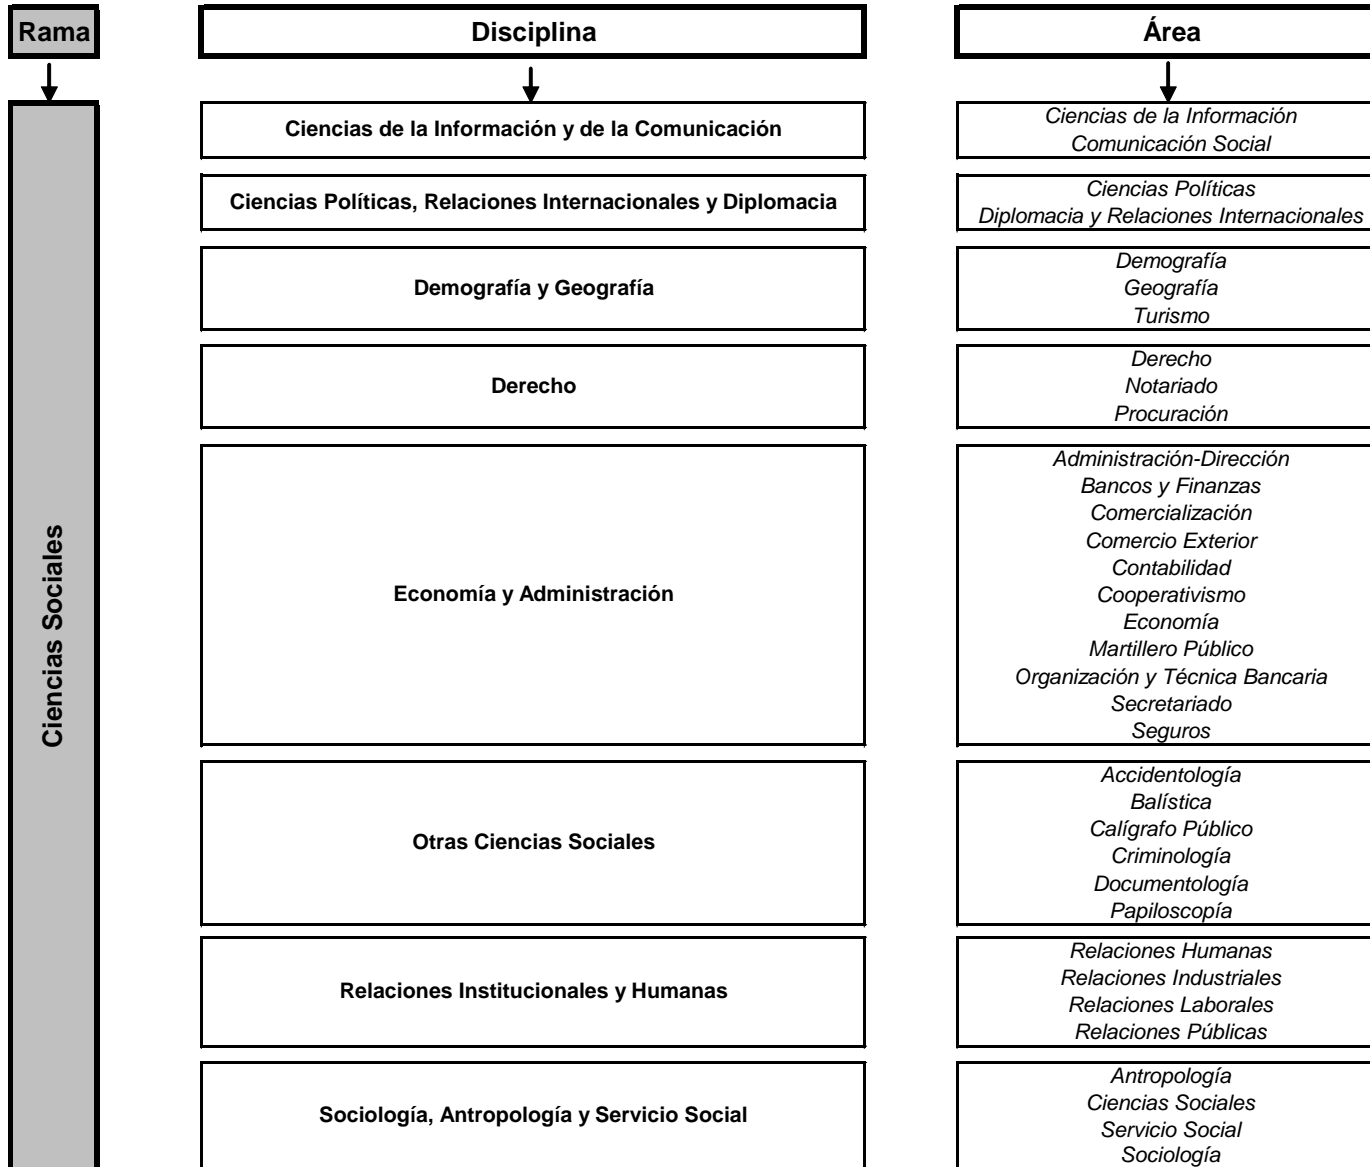 Rama
Disciplina
Área
Ciencias Sociales
Ciencias de la Información y de la Comunicación
Ciencias de la Información
Comunicación Social
Ciencias Políticas, Relaciones Internacionales y Diplomacia
Ciencias Políticas
Diplomacia y Relaciones Internacionales
Demografía y Geografía
Demografía
Geografía
Turismo
Derecho
Derecho
Notariado
Procuración
Economía y Administración
Administración-Dirección
Bancos y Finanzas
Comercialización
Comercio Exterior
Contabilidad
Cooperativismo
Economía
Martillero Público
Organización y Técnica Bancaria
Secretariado
Seguros
Otras Ciencias Sociales
Accidentología
Balística
Calígrafo Público
Criminología
Documentología
Papiloscopía
Relaciones Institucionales y Humanas
Relaciones Humanas
Relaciones Industriales
Relaciones Laborales
Relaciones Públicas
Sociología, Antropología y Servicio Social
Antropología
Ciencias Sociales
Servicio Social
Sociología